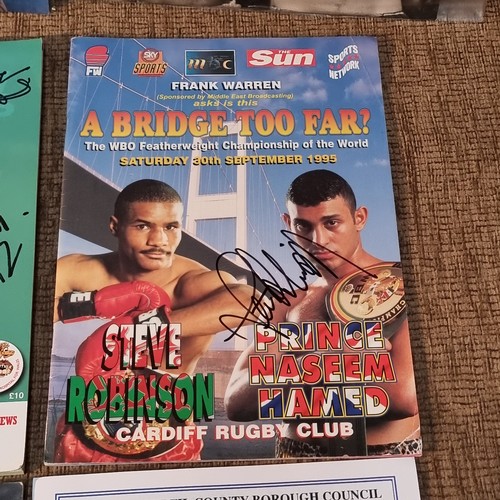 FW
SKY
SPORTS
mbc
THE
Sun
SPORTS
NETWORK
FRANK WARREN
(Sponsored by Middle East Broadcasting)
asks is this
A BRIDGE TOO FAR?
The WBO Featherweight Championship of the World
SATURDAY 30th SEPTEMBER 1995
STEVE
ROBINSON
PRINCE
NASEEM
HAMED
CARDIFF RUGBY CLUB
£10
NEWS
COUNTY BOROUGH COUNCIL